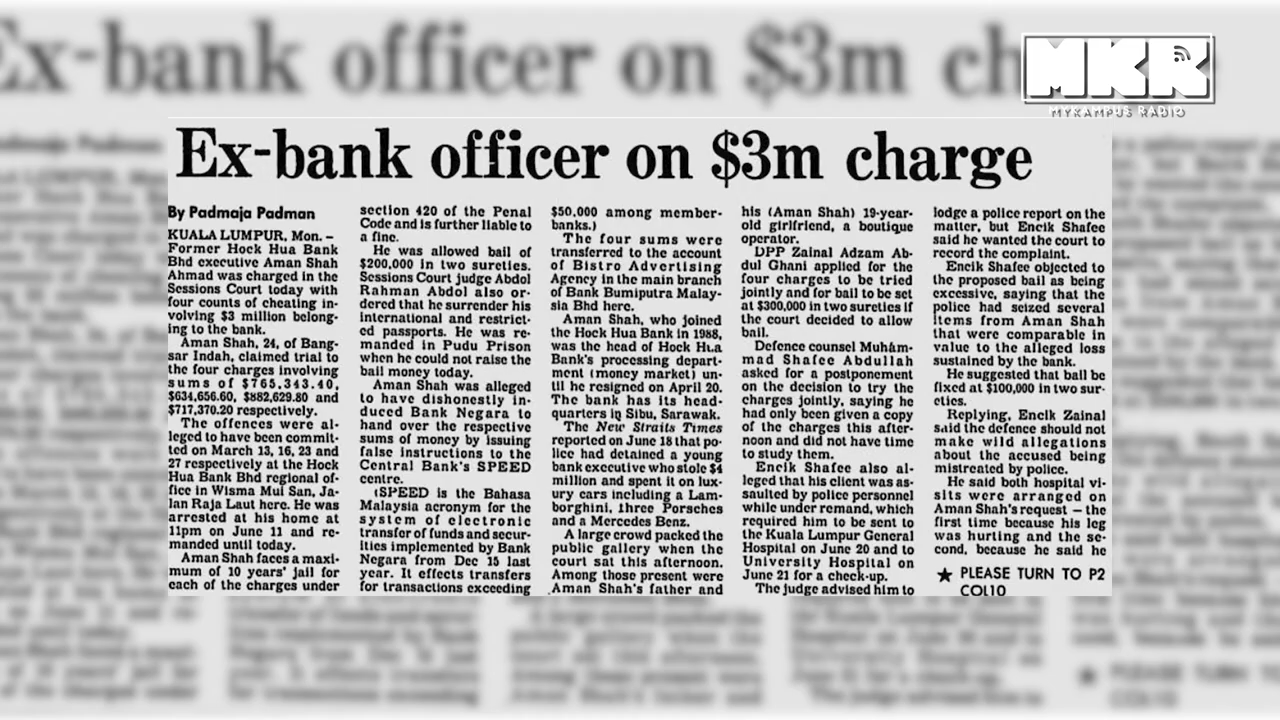 Ex-bank officer on $3m ch
MKR
MYKAMPUS RADIO
Ex-bank officer on $3m charge
By Padmaja Padman
KUALA LUMPUR, Mon. –
Former Hock Hua Bank
Bhd executive Aman Shah
Ahmad was charged in the
Sessions Court today with
four counts of cheating in-
volving $3 million belong-
ing to the bank.
Aman Shah, 24, of Bang-
sar Indah, claimed trial to
the four charges involving
sums of $765,343.40,
$634,656.60, $882,629.80 and
$717,370.20 respectively.
The offences were al-
leged to have been commit-
ted on March 13, 16, 23 and
27 respectively at the Hock
Hua Bank Bhd regional of-
fice in Wisma Mui San, Ja-
lan Raja Laut here. He was
arrested at his home at
11pm on June 11 and re-
manded until today.
Aman Shah faces a maxi-
mum of 10 years' jail for
each of the charges under
section 420 of the Penal
Code and is further liable to
a fine.
He was allowed bail of
$200,000 in two sureties.
Sessions Court judge Abdol
Rahman Abdol also or-
dered that he surrender his
international and restrict-
ed passports. He was re-
manded in Pudu Prison
when he could not raise the
bail money today.
Aman Shah was alleged
to have dishonestly in-
duced Bank Negara to
hand over the respective
sums of money by issuing
false instructions to the
Central Bank's SPEED
centre.
(SPEED is the Bahasa
Malaysia acronym for the
system of electronic
transfer of funds and secur-
ities implemented by Bank
Negara from Dec 15 last
year. It effects transfers
for transactions exceeding
$50,000 among member-
banks.)
The four sums were
transferred to the account
of Bistro Advertising
Agency in the main branch
of Bank Bumiputra Malay-
sia Bhd here.
Aman Shah, who joined
the Hock Hua Bank in 1988,
was the head of Hock Hua
Bank's processing depart-
ment (money market) un-
til he resigned on April 20.
The bank has its head-
quarters in Sibu, Sarawak.
The New Straits Times
reported on June 18 that po-
lice had detained a young
bank executive who stole $4
million and spent it on lux-
ury cars including a Lam-
borghini, three Porsches
and a Mercedes Benz.
A large crowd packed the
public gallery when the
court sat this afternoon.
Among those present were
Aman Shah's father and
his (Aman Shah) 19-year-
old girlfriend, a boutique
operator.
DPP Zainal Adzam Ab-
dul Ghani applied for the
four charges to be tried
jointly and for bail to be set
at $300,000 in two sureties if
the court decided to allow
bail.
Defence counsel Muham-
mad Shafee Abdullah
asked for a postponement
on the decision to try the
charges jointly, saying he
had only been given a copy
of the charges this after-
noon and did not have time
to study them.
Encik Shafee also al-
leged that his client was as-
saulted by police personnel
while under remand, which
required him to be sent to
the Kuala Lumpur General
Hospital on June 20 and to
University Hospital on
June 21 for a check-up.
The judge advised him to
lodge a police report on the
matter, but Encik Shafee
said he wanted the court to
record the complaint.
Encik Shafee objected to
the proposed bail as being
excessive, saying that the
police had seized several
items from Aman Shah
that were comparable in
value to the alleged loss
sustained by the bank.
He suggested that bail be
fixed at $100,000 in two sur-
eties.
Replying, Encik Zainal
said the defence should not
make wild allegations
about the accused being
mistreated by police.
He said both hospital vi-
sits were arranged on
Aman Shah's request – the
first time because his leg
was hurting and the se-
cond, because he said he
★ PLEASE TURN TO P2
COL10